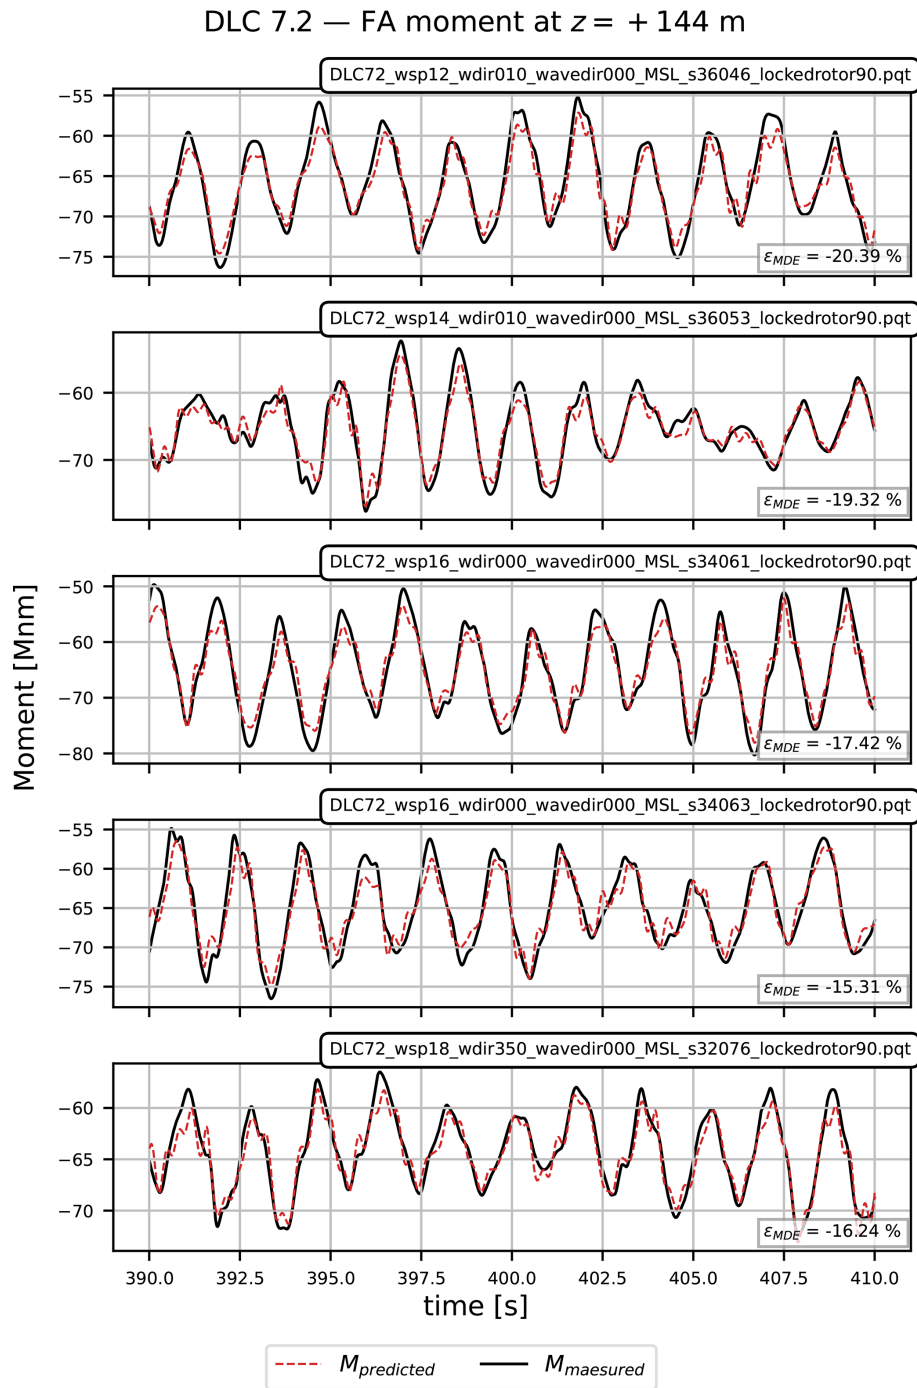 DLC 7.2 — FA moment at z = +144 m
DLC72_wsp12_wdir010_wavedir000_MSL_s36046_lockedrotor90.pqt
−55
−60
−65
−70
−75
ε_MDE = -20.39 %
DLC72_wsp14_wdir010_wavedir000_MSL_s36053_lockedrotor90.pqt
−60
−70
ε_MDE = -19.32 %
DLC72_wsp16_wdir000_wavedir000_MSL_s34061_lockedrotor90.pqt
−50
−60
−70
−80
ε_MDE = -17.42 %
Moment [Mnm]
DLC72_wsp16_wdir000_wavedir000_MSL_s34063_lockedrotor90.pqt
−55
−60
−65
−70
−75
ε_MDE = -15.31 %
DLC72_wsp18_wdir350_wavedir000_MSL_s32076_lockedrotor90.pqt
−60
−65
−70
ε_MDE = -16.24 %
390.0 392.5 395.0 397.5 400.0 402.5 405.0 407.5 410.0
time [s]
M_predicted M_maesured